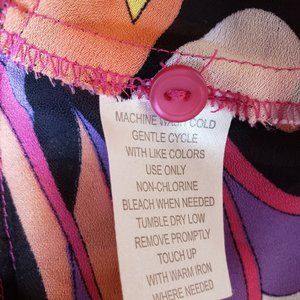 MACHINE WASH COLD
GENTLE CYCLE
WITH LIKE COLORS
USE ONLY
NON-CHLORINE
BLEACH WHEN NEEDED
TUMBLE DRY LOW
REMOVE PROMPTLY
TOUCH UP
WITH WARM IRON
WHERE NEEDED